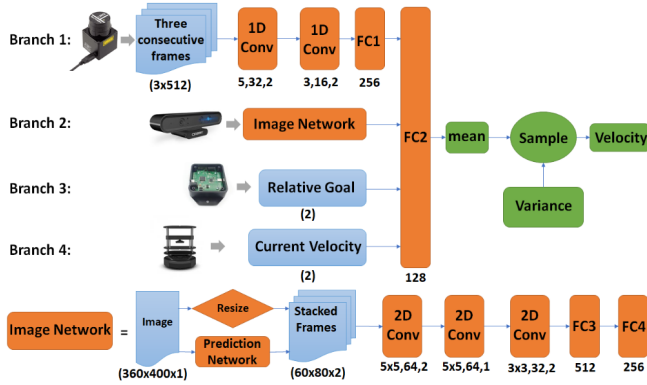 Branch 1:
Three
consecutive
frames
(3x512)
1D
Conv
5,32,2
1D
Conv
3,16,2
FC1
256
Branch 2:
Image Network
FC2
128
mean
Sample
Velocity
Variance
Branch 3:
Relative Goal
(2)
Branch 4:
Current Velocity
(2)
Image Network
=
Image
(360x400x1)
Resize
Prediction
Network
Stacked
Frames
(60x80x2)
2D
Conv
5x5,64,2
2D
Conv
5x5,64,1
2D
Conv
3x3,32,2
FC3
512
FC4
256